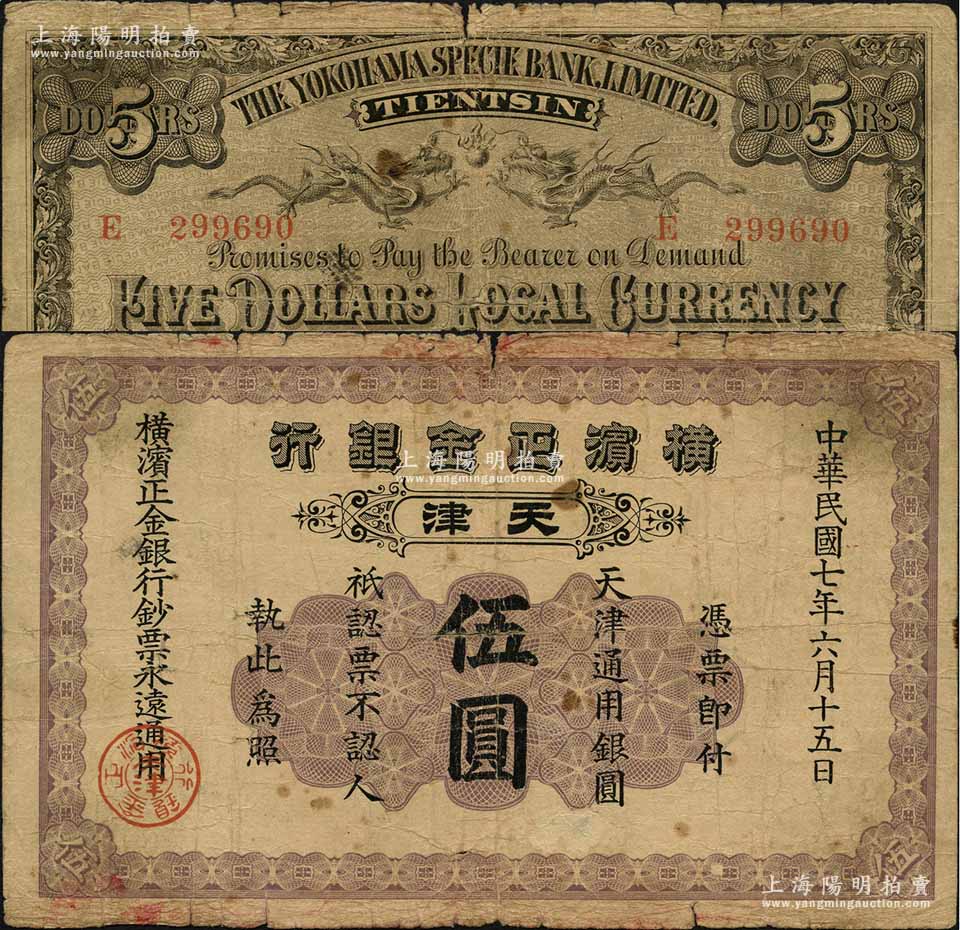 上海陽明拍賣
www.yangmingauction.com
THE YOKOHAMA SPECIE BANK, LIMITED.
TIENTSIN
5
DOLLARS
5
DOLLARS
E 299690
E 299690
Promises to Pay the Bearer on Demand
FIVE DOLLARS LOCAL CURRENCY
伍
伍
橫濱正金銀行
上海陽明拍賣
www.yangmingauction.com
天津
中華民國七年六月十五日
憑票即付
天津通用銀圓
伍圓
祇認票不認人
執此為照
橫濱正金銀行鈔票永遠通用
伍
伍
上海陽明拍賣
www.yangmingauction.com